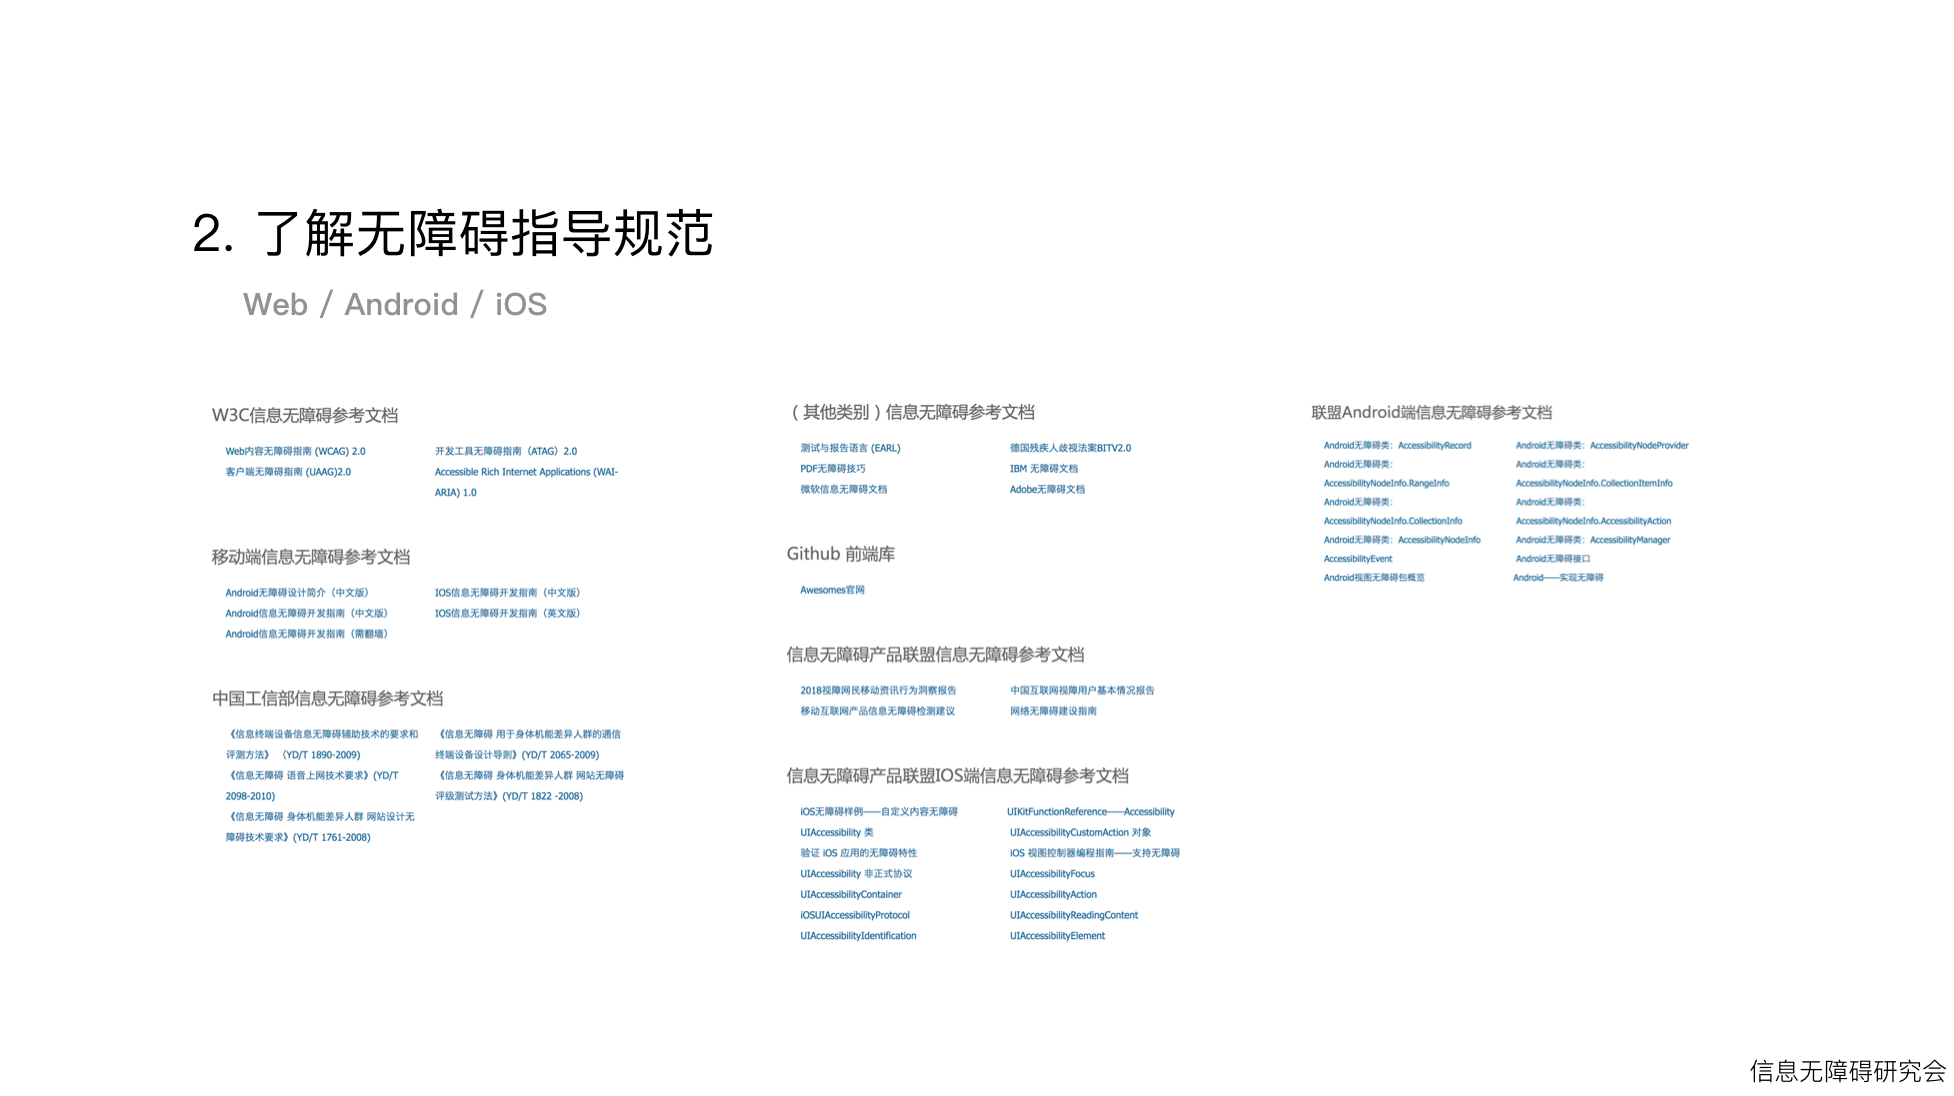 2. 了解无障碍指导规范
Web / Android / iOS
W3C信息无障碍参考文档
Web内容无障碍指南 (WCAG) 2.0
开发工具无障碍指南（ATAG）2.0
客户端无障碍指南 (UAAG)2.0
Accessible Rich Internet Applications (WAI-
ARIA) 1.0
移动端信息无障碍参考文档
Android无障碍设计简介（中文版）
IOS信息无障碍开发指南（中文版）
Android信息无障碍开发指南（中文版）
IOS信息无障碍开发指南（英文版）
Android信息无障碍开发指南（需翻墙）
中国工信部信息无障碍参考文档
《信息终端设备信息无障碍辅助技术的要求和
评测方法》 （YD/T 1890-2009)
《信息无障碍 用于身体机能差异人群的通信
终端设备设计导则》(YD/T 2065-2009)
《信息无障碍 语音上网技术要求》(YD/T
2098-2010)
《信息无障碍 身体机能差异人群 网站无障碍
评级测试方法》(YD/T 1822 -2008)
《信息无障碍 身体机能差异人群 网站设计无
障碍技术要求》(YD/T 1761-2008)
（其他类别）信息无障碍参考文档
测试与报告语言 (EARL)
德国残疾人歧视法案BITV2.0
PDF无障碍技巧
IBM 无障碍文档
微软信息无障碍文档
Adobe无障碍文档
Github 前端库
Awesomes官网
信息无障碍产品联盟信息无障碍参考文档
2018视障网民移动资讯行为洞察报告
中国互联网视障用户基本情况报告
移动互联网产品信息无障碍检测建议
网络无障碍建设指南
信息无障碍产品联盟IOS端信息无障碍参考文档
iOS无障碍样例——自定义内容无障碍
UIKitFunctionReference——Accessibility
UIAccessibility 类
UIAccessibilityCustomAction 对象
验证 iOS 应用的无障碍特性
iOS 视图控制器编程指南——支持无障碍
UIAccessibility 非正式协议
UIAccessibilityFocus
UIAccessibilityContainer
UIAccessibilityAction
iOSUIAccessibilityProtocol
UIAccessibilityReadingContent
UIAccessibilityIdentification
UIAccessibilityElement
联盟Android端信息无障碍参考文档
Android无障碍类：AccessibilityRecord
Android无障碍类：AccessibilityNodeProvider
Android无障碍类：
AccessibilityNodeInfo.RangeInfo
Android无障碍类：
AccessibilityNodeInfo.CollectionItemInfo
Android无障碍类：
AccessibilityNodeInfo.CollectionInfo
Android无障碍类：
AccessibilityNodeInfo.AccessibilityAction
Android无障碍类：AccessibilityNodeInfo
Android无障碍类：AccessibilityManager
AccessibilityEvent
Android无障碍接口
Android视图无障碍包概览
Android——实现无障碍
信息无障碍研究会